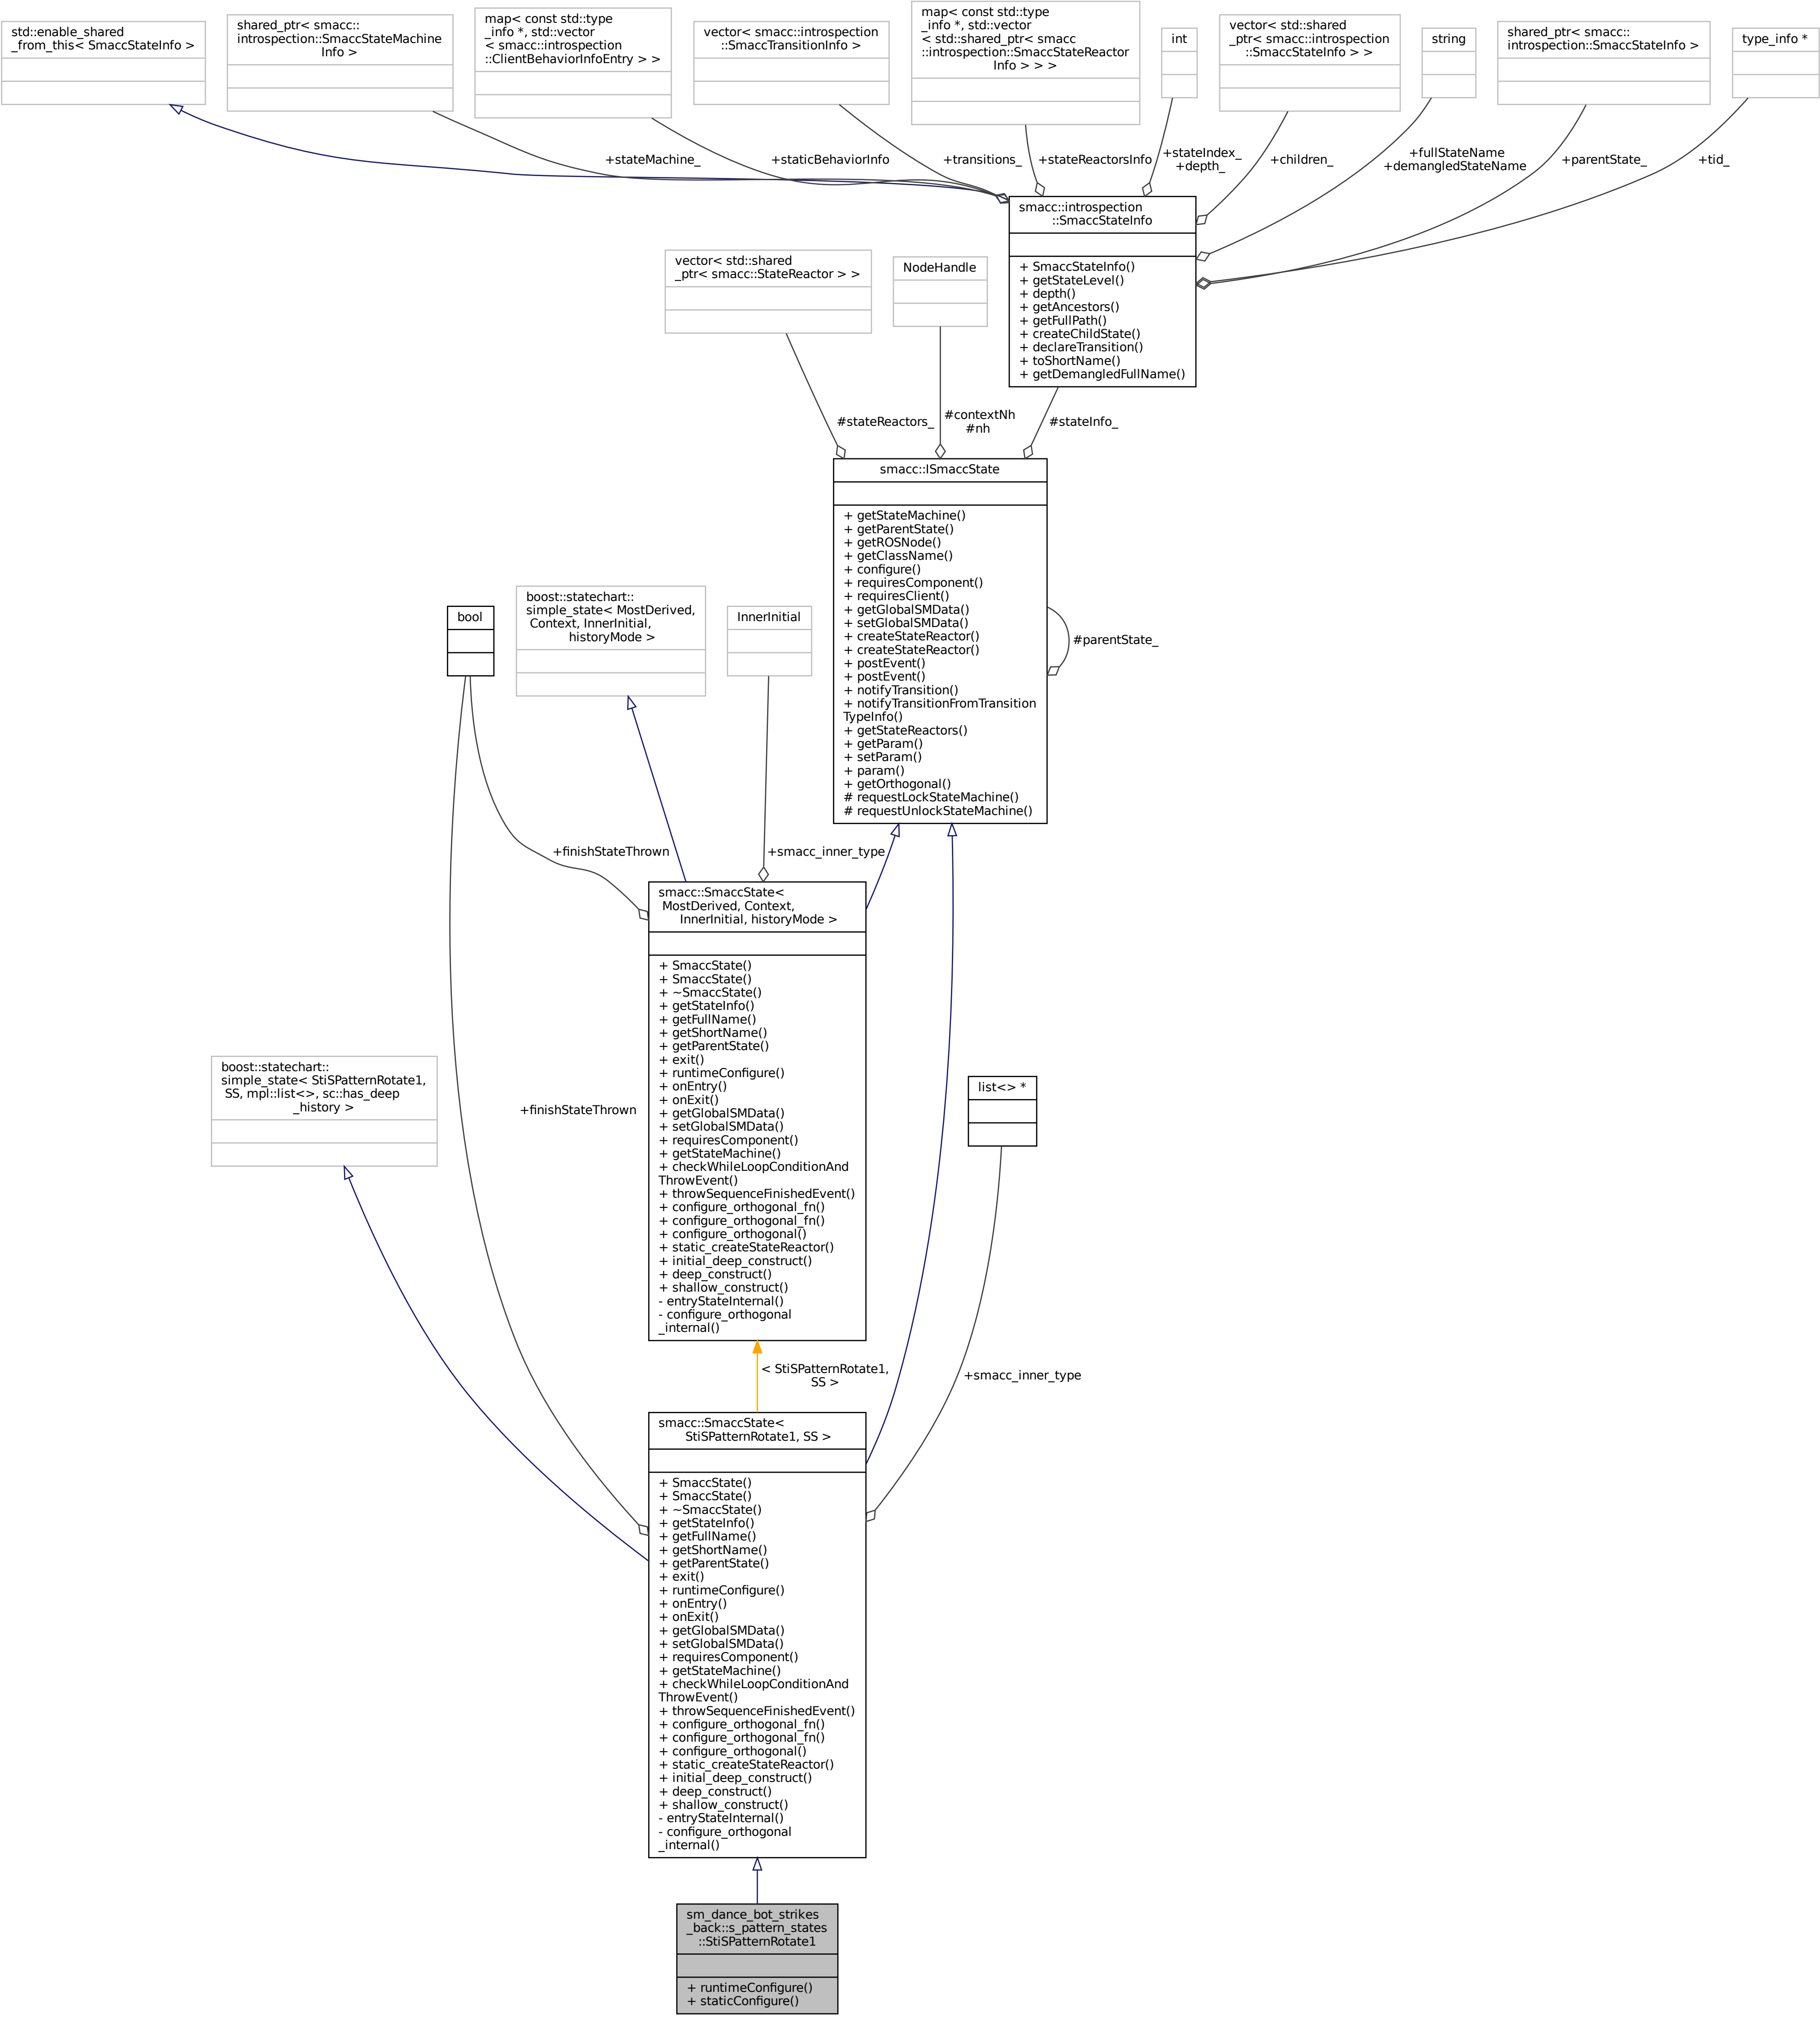 std::enable_shared
_from_this< SmaccStateInfo >
shared_ptr< smacc::
introspection::SmaccStateMachine
Info >
map< const std::type
_info *, std::vector
< smacc::introspection
::ClientBehaviorInfoEntry > >
vector< smacc::introspection
::SmaccTransitionInfo >
map< const std::type
_info *, std::vector
< std::shared_ptr< smacc
::introspection::SmaccStateReactor
Info > > >
int
vector< std::shared
_ptr< smacc::introspection
::SmaccStateInfo > >
string
shared_ptr< smacc::
introspection::SmaccStateInfo >
type_info *
+stateMachine_
+staticBehaviorInfo
+transitions_
+stateReactorsInfo
+stateIndex_
+depth_
+children_
+fullStateName
+demangledStateName
+parentState_
+tid_
smacc::introspection
::SmaccStateInfo
+ SmaccStateInfo()
+ getStateLevel()
+ depth()
+ getAncestors()
+ getFullPath()
+ createChildState()
+ declareTransition()
+ toShortName()
+ getDemangledFullName()
vector< std::shared
_ptr< smacc::StateReactor > >
NodeHandle
#stateReactors_
#contextNh
#nh
#stateInfo_
smacc::ISmaccState
+ getStateMachine()
+ getParentState()
+ getROSNode()
+ getClassName()
+ configure()
+ requiresComponent()
+ requiresClient()
+ getGlobalSMData()
+ setGlobalSMData()
+ createStateReactor()
+ createStateReactor()
+ postEvent()
+ postEvent()
+ notifyTransition()
+ notifyTransitionFromTransition
TypeInfo()
+ getStateReactors()
+ getParam()
+ setParam()
+ param()
+ getOrthogonal()
# requestLockStateMachine()
# requestUnlockStateMachine()
#parentState_
bool
boost::statechart::
simple_state< MostDerived,
Context, InnerInitial,
historyMode >
InnerInitial
+finishStateThrown
+smacc_inner_type
smacc::SmaccState<
MostDerived, Context,
InnerInitial, historyMode >
+ SmaccState()
+ SmaccState()
+ ~SmaccState()
+ getStateInfo()
+ getFullName()
+ getShortName()
+ getParentState()
+ exit()
+ runtimeConfigure()
+ onEntry()
+ onExit()
+ getGlobalSMData()
+ setGlobalSMData()
+ requiresComponent()
+ getStateMachine()
+ checkWhileLoopConditionAnd
ThrowEvent()
+ throwSequenceFinishedEvent()
+ configure_orthogonal_fn()
+ configure_orthogonal_fn()
+ configure_orthogonal()
+ static_createStateReactor()
+ initial_deep_construct()
+ deep_construct()
+ shallow_construct()
- entryStateInternal()
- configure_orthogonal
_internal()
boost::statechart::
simple_state< StiSPatternRotate1,
SS, mpl::list<>, sc::has_deep
_history >
+finishStateThrown
list<> *
< StiSPatternRotate1,
SS >
+smacc_inner_type
smacc::SmaccState<
StiSPatternRotate1, SS >
+ SmaccState()
+ SmaccState()
+ ~SmaccState()
+ getStateInfo()
+ getFullName()
+ getShortName()
+ getParentState()
+ exit()
+ runtimeConfigure()
+ onEntry()
+ onExit()
+ getGlobalSMData()
+ setGlobalSMData()
+ requiresComponent()
+ getStateMachine()
+ checkWhileLoopConditionAnd
ThrowEvent()
+ throwSequenceFinishedEvent()
+ configure_orthogonal_fn()
+ configure_orthogonal_fn()
+ configure_orthogonal()
+ static_createStateReactor()
+ initial_deep_construct()
+ deep_construct()
+ shallow_construct()
- entryStateInternal()
- configure_orthogonal
_internal()
sm_dance_bot_strikes
_back::s_pattern_states
::StiSPatternRotate1
+ runtimeConfigure()
+ staticConfigure()